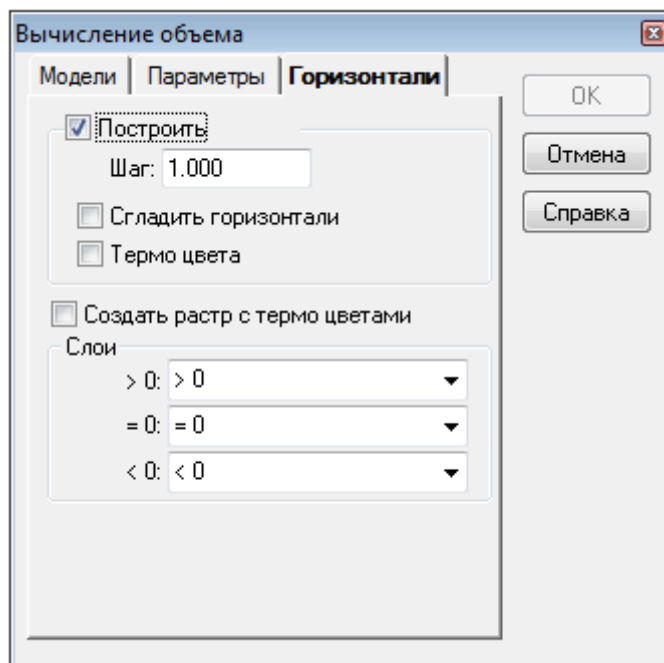 Вычисление объема
Модели Параметры Горизонтали
OK
Построить
Отмена
Шаг: 1.000
Справка
Сгладить горизонтали
Термо цвета
Создать растр с термо цветами
Слои
> 0: > 0
= 0: = 0
< 0: < 0